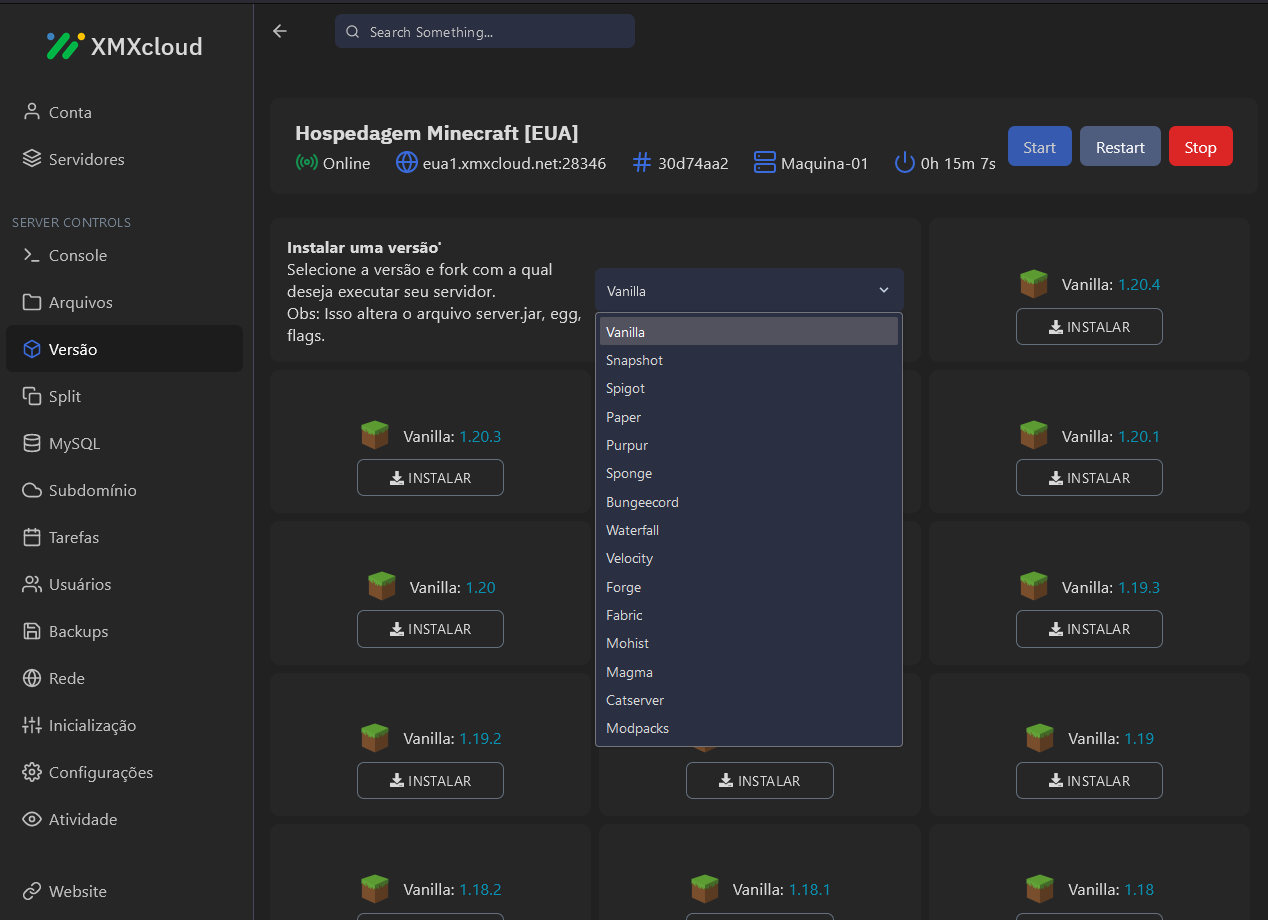 XMXcloud
Search Something...
Conta
Servidores
SERVER CONTROLS
Console
Arquivos
Versão
Split
MySQL
Subdomínio
Tarefas
Usuários
Backups
Rede
Inicialização
Configurações
Atividade
Website
Hospedagem Minecraft [EUA]
Online eua1.xmxcloud.net:28346 30d74aa2 Maquina-01 0h 15m 7s
Start Restart Stop
Instalar uma versão
Selecione a versão e fork com a qual
deseja executar seu servidor.
Obs: Isso altera o arquivo server.jar, egg,
flags.
Vanilla
Vanilla
Snapshot
Spigot
Paper
Purpur
Sponge
Bungeecord
Waterfall
Velocity
Forge
Fabric
Mohist
Magma
Catserver
Modpacks
Vanilla: 1.20.4
INSTALAR
Vanilla: 1.20.3
INSTALAR
Vanilla: 1.20.1
INSTALAR
Vanilla: 1.20
INSTALAR
Vanilla: 1.19.3
INSTALAR
Vanilla: 1.19.2
INSTALAR
INSTALAR
Vanilla: 1.19
INSTALAR
Vanilla: 1.18.2
Vanilla: 1.18.1
Vanilla: 1.18